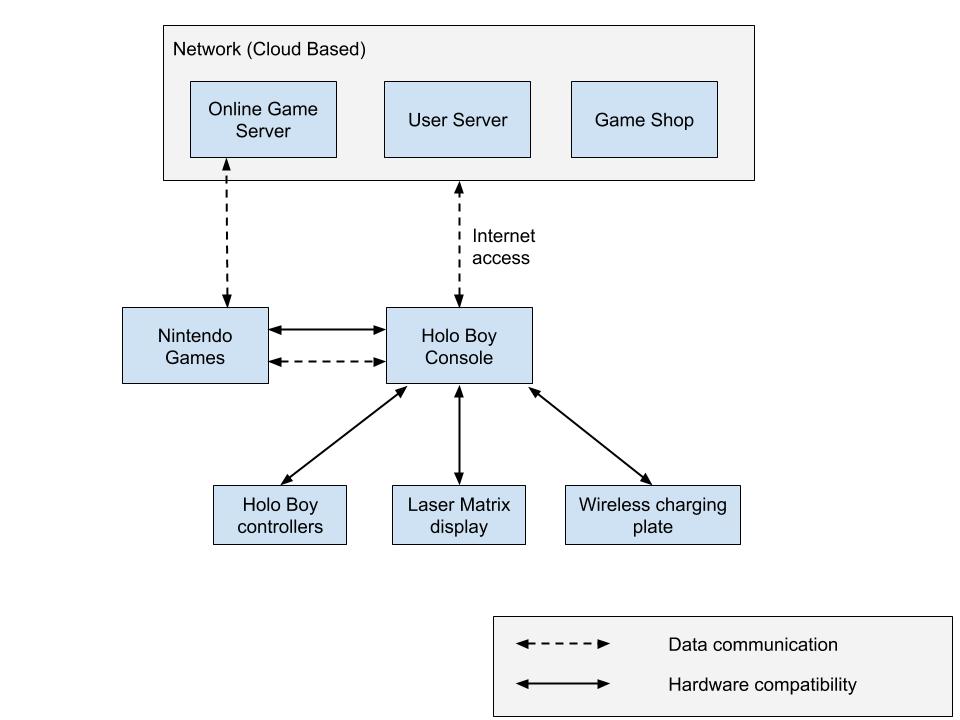 Network (Cloud Based)
Online Game
Server
User Server
Game Shop
Internet
access
Nintendo
Games
Holo Boy
Console
Holo Boy
controllers
Laser Matrix
display
Wireless charging
plate
Data communication
Hardware compatibility